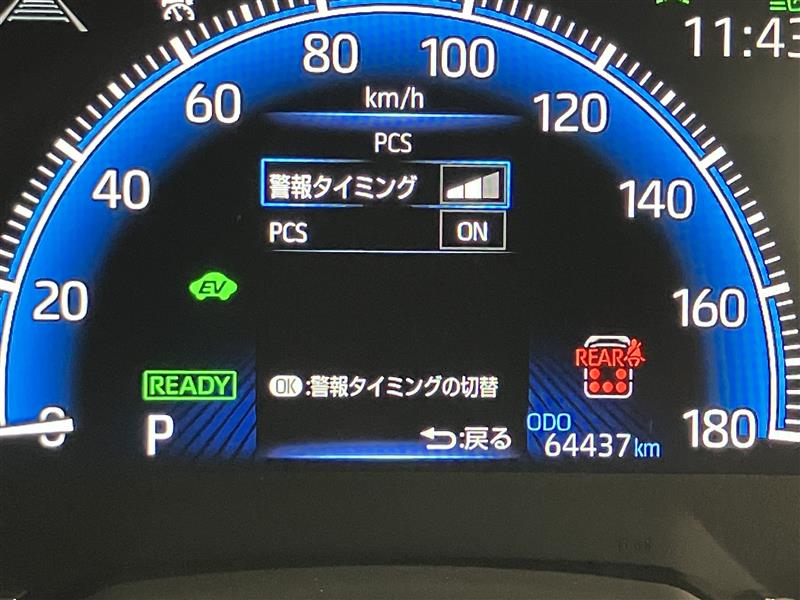 11:43
80
100
km/h
60
120
PCS
40
警報タイミング
140
PCS
ON
EV
20
160
REAR
READY
OK:警報タイミングの切替
0
P
:戻る
ODO
64437km
180